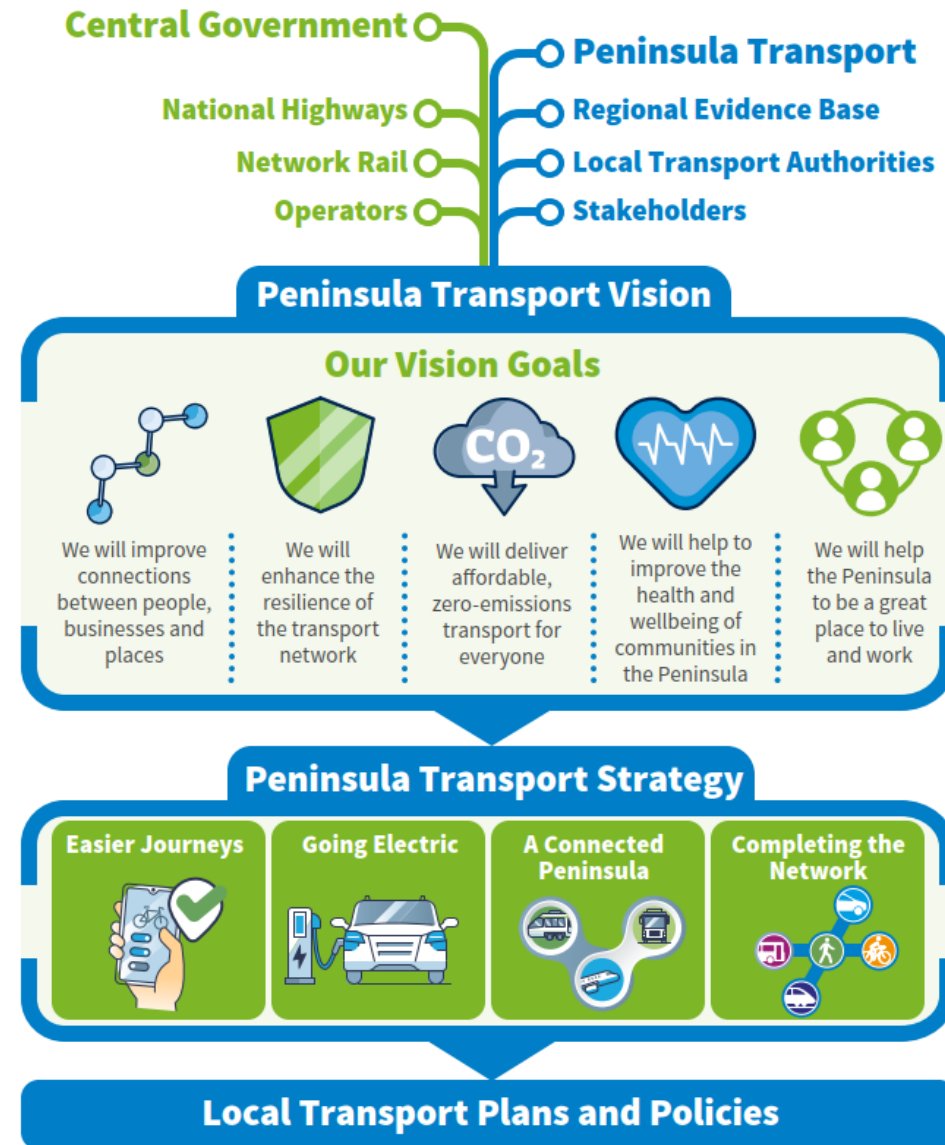 Central Government
Peninsula Transport
National Highways
Regional Evidence Base
Network Rail
Local Transport Authorities
Operators
Stakeholders
Peninsula Transport Vision
Our Vision Goals
CO₂
We will improve
connections
between people,
businesses and
places
We will
enhance the
resilience of
the transport
network
We will deliver
affordable,
zero-emissions
transport for
everyone
We will help to
improve the
health and
wellbeing of
communities in
the Peninsula
We will help
the Peninsula
to be a great
place to live
and work
Peninsula Transport Strategy
Easier Journeys
Going Electric
A Connected
Peninsula
Completing the
Network
Local Transport Plans and Policies